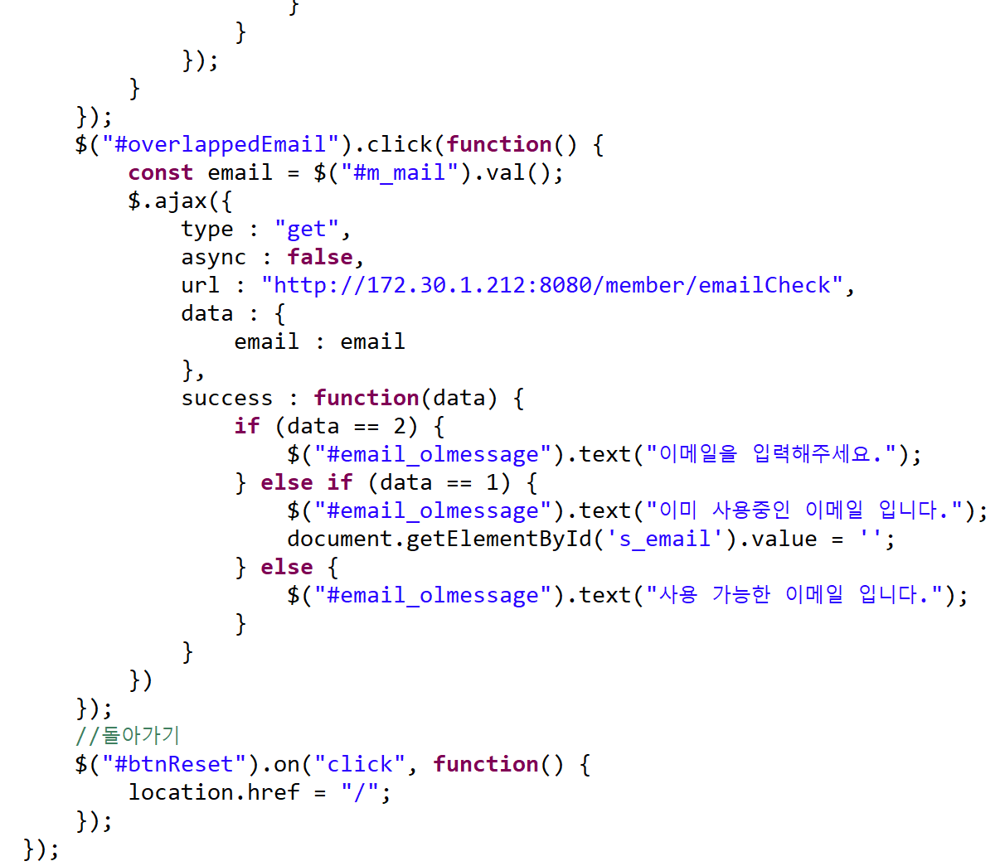 }
}
});
}
});
$("#overlappedEmail").click(function() {
const email = $("#m_mail").val();
$.ajax({
type : "get",
async : false,
url : "http://172.30.1.212:8080/member/emailCheck",
data : {
email : email
},
success : function(data) {
if (data == 2) {
$("#email_olmessage").text("이메일을 입력해주세요.");
} else if (data == 1) {
$("#email_olmessage").text("이미 사용중인 이메일 입니다.");
document.getElementById('s_email').value = '';
} else {
$("#email_olmessage").text("사용 가능한 이메일 입니다.");
}
}
})
});
//돌아가기
$("#btnReset").on("click", function() {
location.href = "/";
});
});